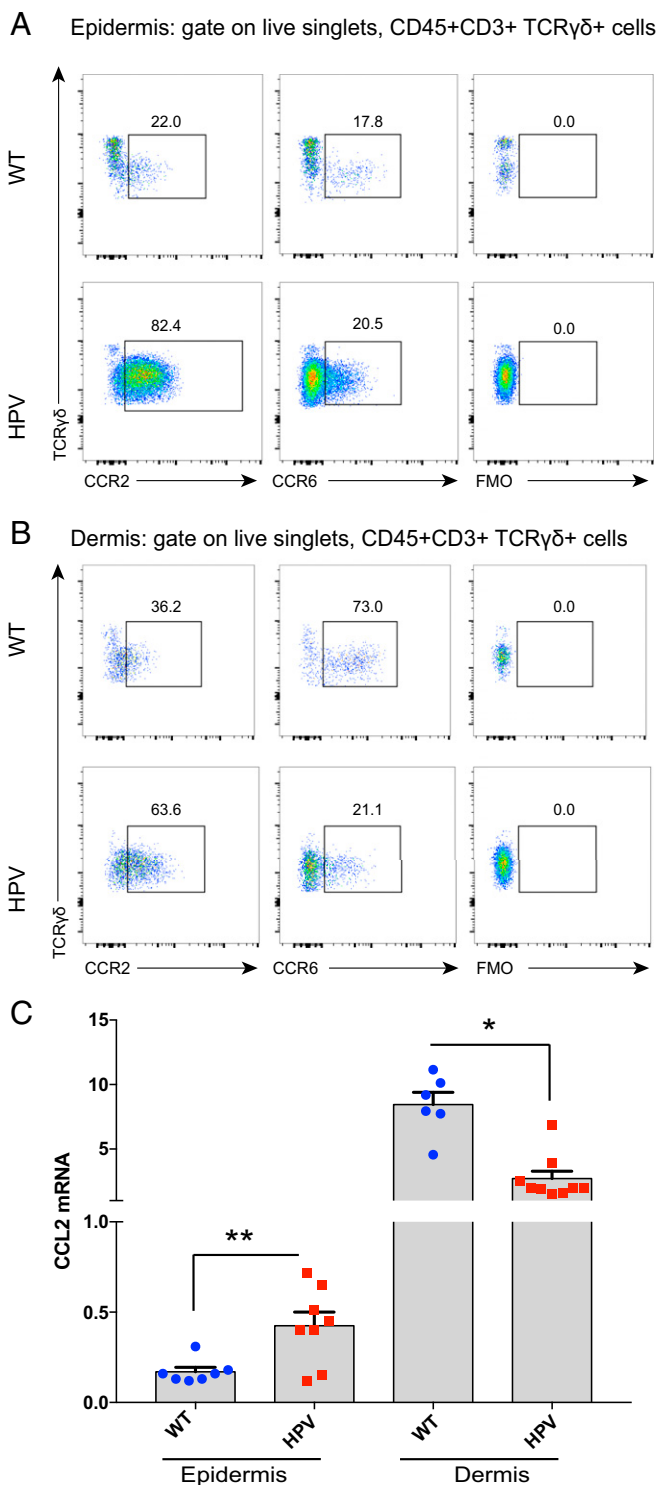 A Epidermis: gate on live singlets, CD45+CD3+ TCRγδ+ cells
22.0 17.8 0.0
WT
82.4 20.5 0.0
HPV
TCRγδ
CCR2 CCR6 FMO
B Dermis: gate on live singlets, CD45+CD3+ TCRγδ+ cells
36.2 73.0 0.0
WT
63.6 21.1 0.0
HPV
TCRγδ
CCR2 CCR6 FMO
C
CCL2 mRNA
15
10
5
1.0
0.5
0.0
*
**
WT HPV WT HPV
Epidermis Dermis